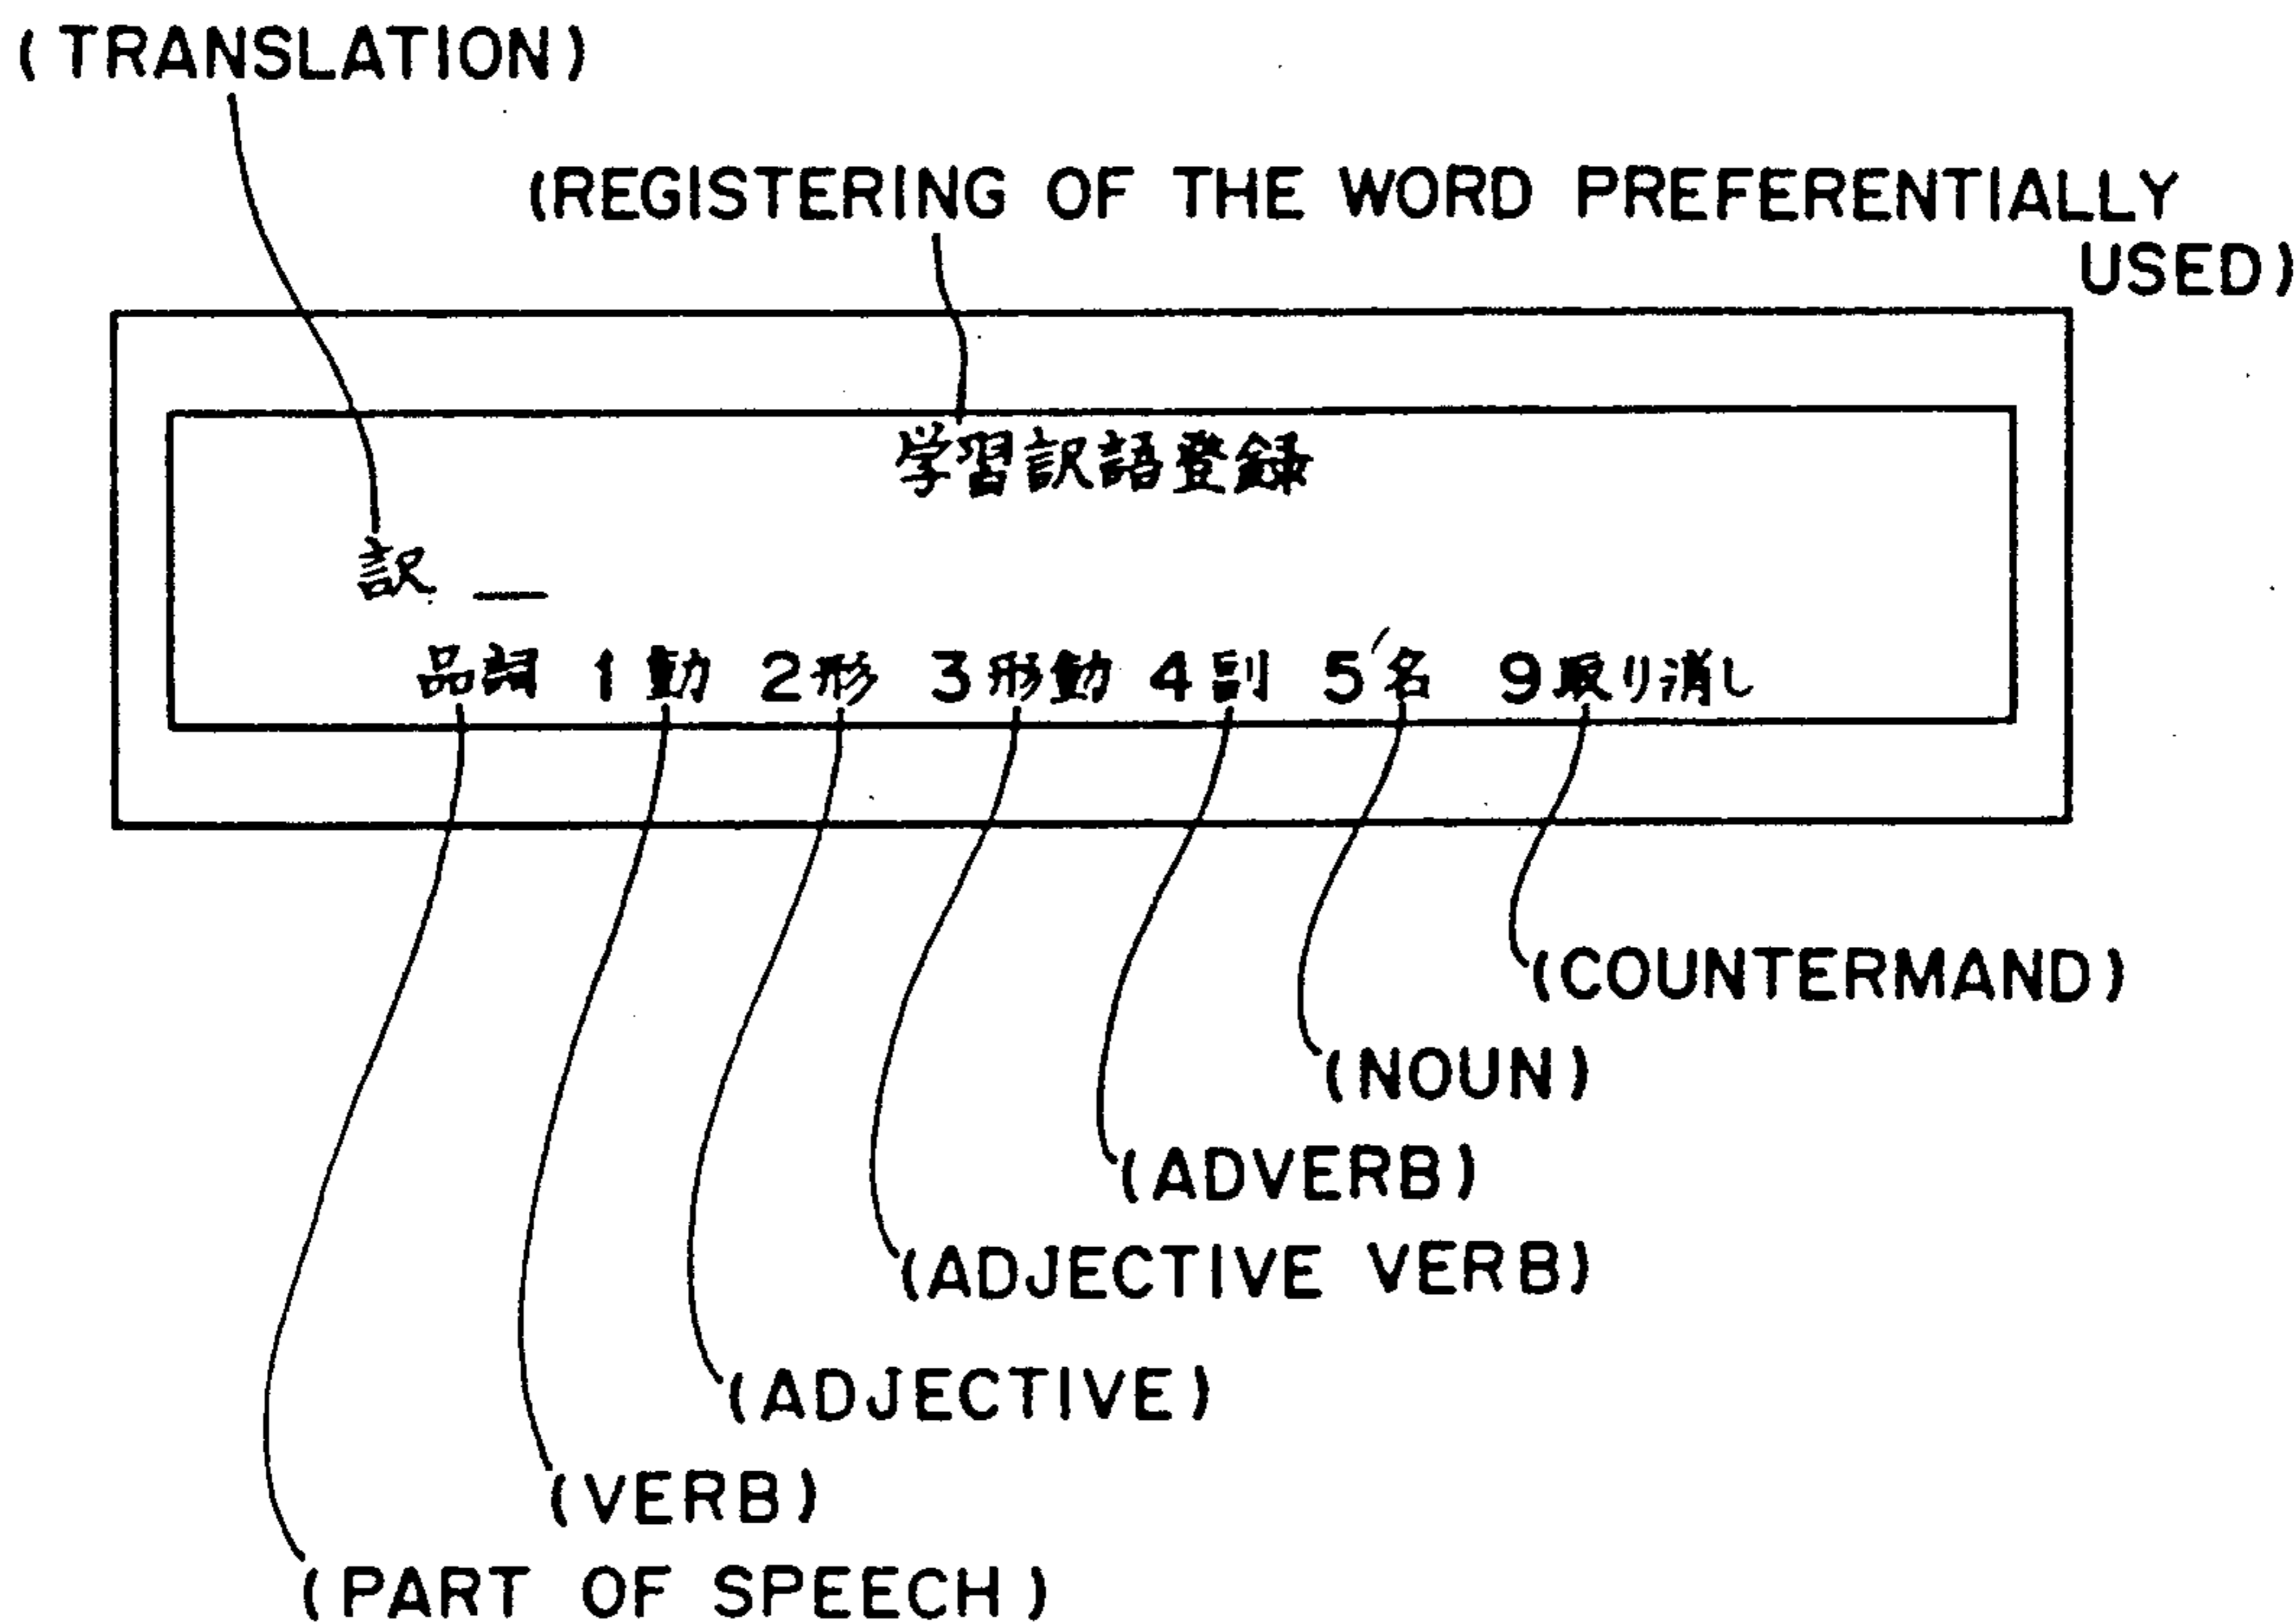 (TRANSLATION)
(REGISTERING OF THE WORD PREFERENTIALLY
USED)
学習訳語登録
訳 __
品詞 1動 2形 3形動 4副 5名 9取り消し
(COUNTERMAND)
(NOUN)
(ADVERB)
(ADJECTIVE VERB)
(ADJECTIVE)
(VERB)
(PART OF SPEECH)